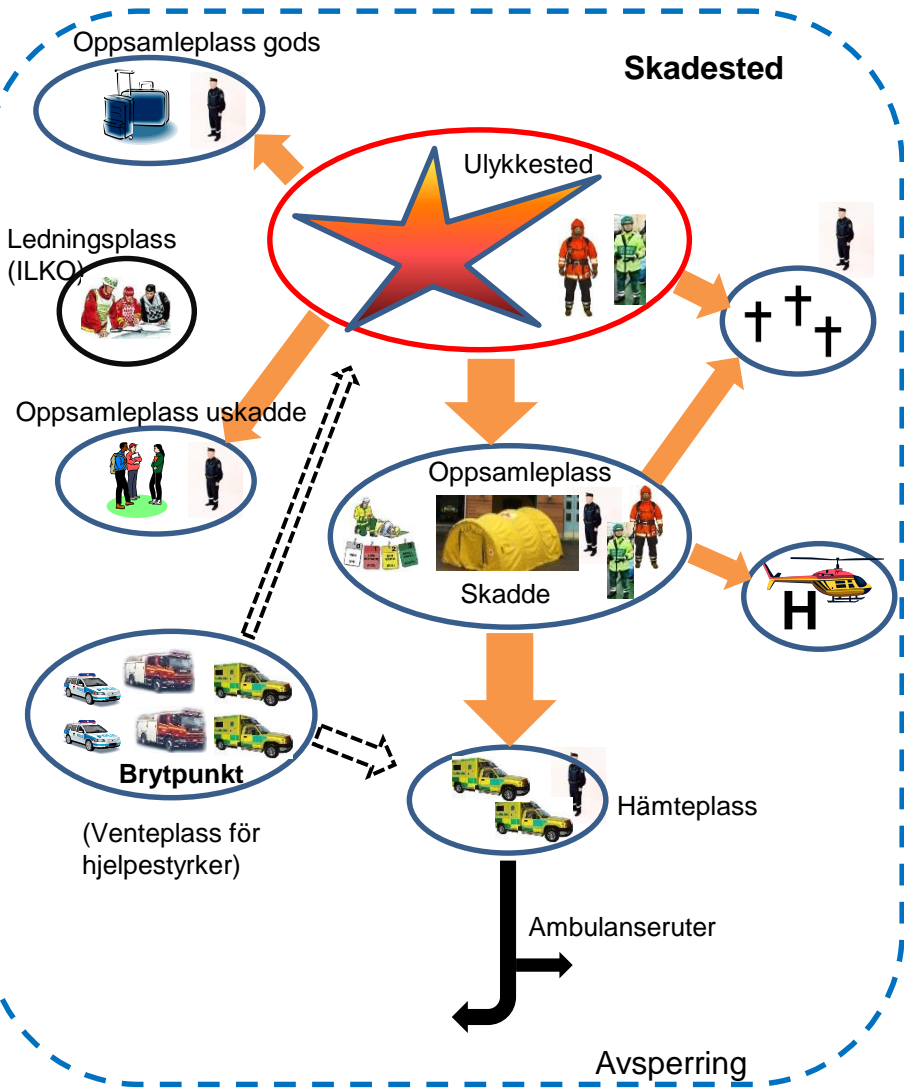 Oppsamleplass gods
Skadested
Ulykkested
Ledningsplass
(ILKO)
Oppsamleplass uskadde
Oppsamleplass
Skadde
H
Brytpunkt
(Venteplass för
hjelpestyrker)
Hämteplass
Ambulanseruter
Avsperring